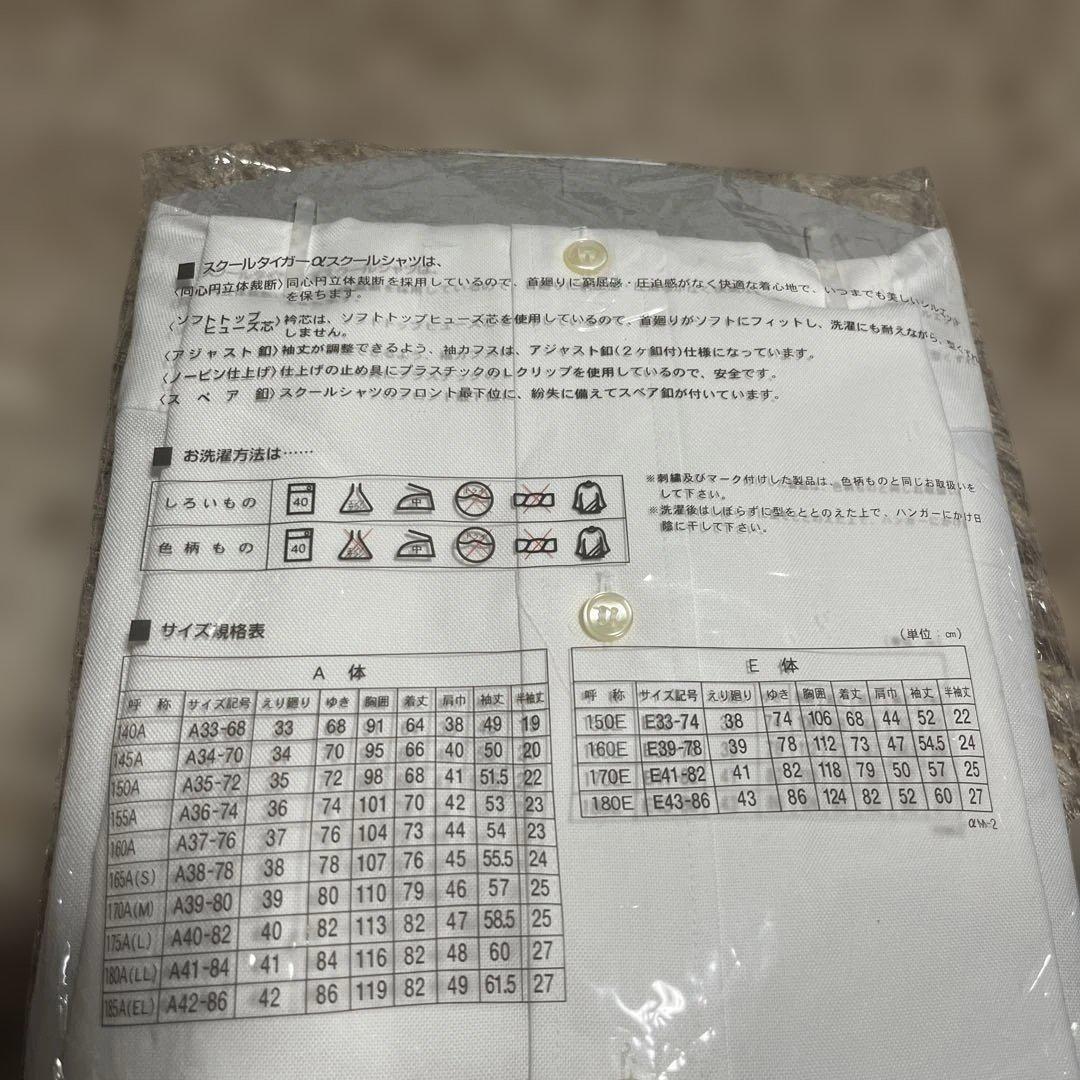 ■ スクールタイガーαスクールシャツは、
〈同心円立体裁断〉同心円立体裁断を採用しているので、首廻りに窮屈感・圧迫感がなく快適な着心地で、いつまでも美しいシルエット
を保ちます。
〈ソフトトップヒューズ芯〉衿芯は、ソフトトップヒューズ芯を使用しているので、首廻りがソフトにフィットし、洗濯にも耐えながら、型くずれ
しません。
〈アジャスト釦〉袖丈が調整できるよう、袖カフスは、アジャスト釦(2ヶ釦付)仕様になっています。
〈ノーピン仕上げ〉仕上げの止め具にプラスチックのLクリップを使用しているので、安全です。
〈スペア釦〉スクールシャツのフロント最下位に、紛失に備えてスペア釦が付いています。
■ お洗濯方法は……
しろいもの 40 中
色柄もの 40 中
※刺繍及びマーク付けした製品は、色柄ものと同じお取扱いを
して下さい。
※洗濯後はしぼらずに型をととのえた上で、ハンガーにかけ日
陰に干して下さい。
■ サイズ規格表
(単位:cm)
A 体
呼 称 サイズ記号 えり廻り ゆき 胸囲 着丈 肩巾 袖丈 半袖丈
140A A33-68 33 68 91 64 38 49 19
145A A34-70 34 70 95 66 40 50 20
150A A35-72 35 72 98 68 41 51.5 22
155A A36-74 36 74 101 70 42 53 23
160A A37-76 37 76 104 73 44 54 23
165A(S) A38-78 38 78 107 76 45 55.5 24
170A(M) A39-80 39 80 110 79 46 57 25
175A(L) A40-82 40 82 113 82 47 58.5 25
180A(LL) A41-84 41 84 116 82 48 60 27
185A(EL) A42-86 42 86 119 82 49 61.5 27
E 体
呼 称 サイズ記号 えり廻り ゆき 胸囲 着丈 肩巾 袖丈 半袖丈
150E E33-74 38 74 106 68 44 52 22
160E E39-78 39 78 112 73 47 54.5 24
170E E41-82 41 82 118 79 50 57 25
180E E43-86 43 86 124 82 52 60 27
αM-2